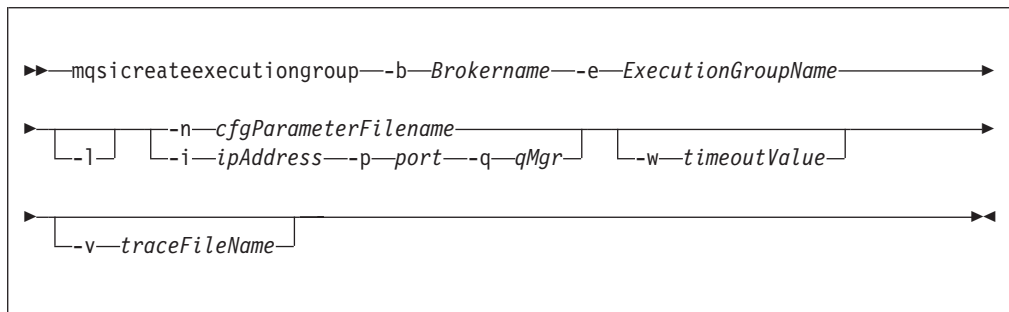 mqsicreateexecutiongroup -b Brokername -e ExecutionGroupName
-n cfgParameterFilename
-l -i ipAddress -p port -q qMgr -w timeoutValue
-v traceFileName